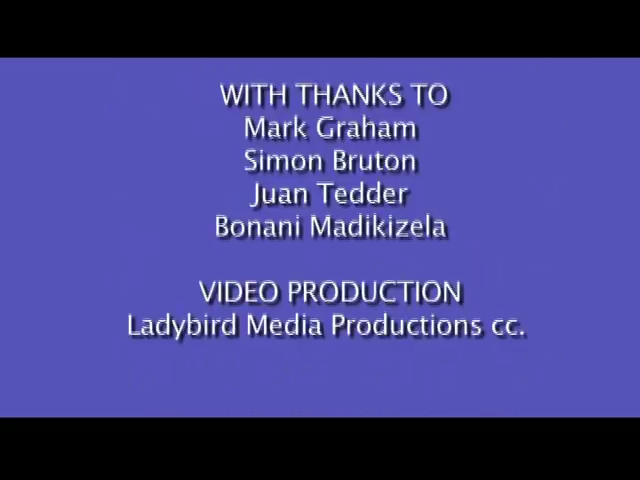 WITH THANKS TO
Mark Graham
Simon Bruton
Juan Tedder
Bonani Madikizela
VIDEO PRODUCTION
Ladybird Media Productions cc.